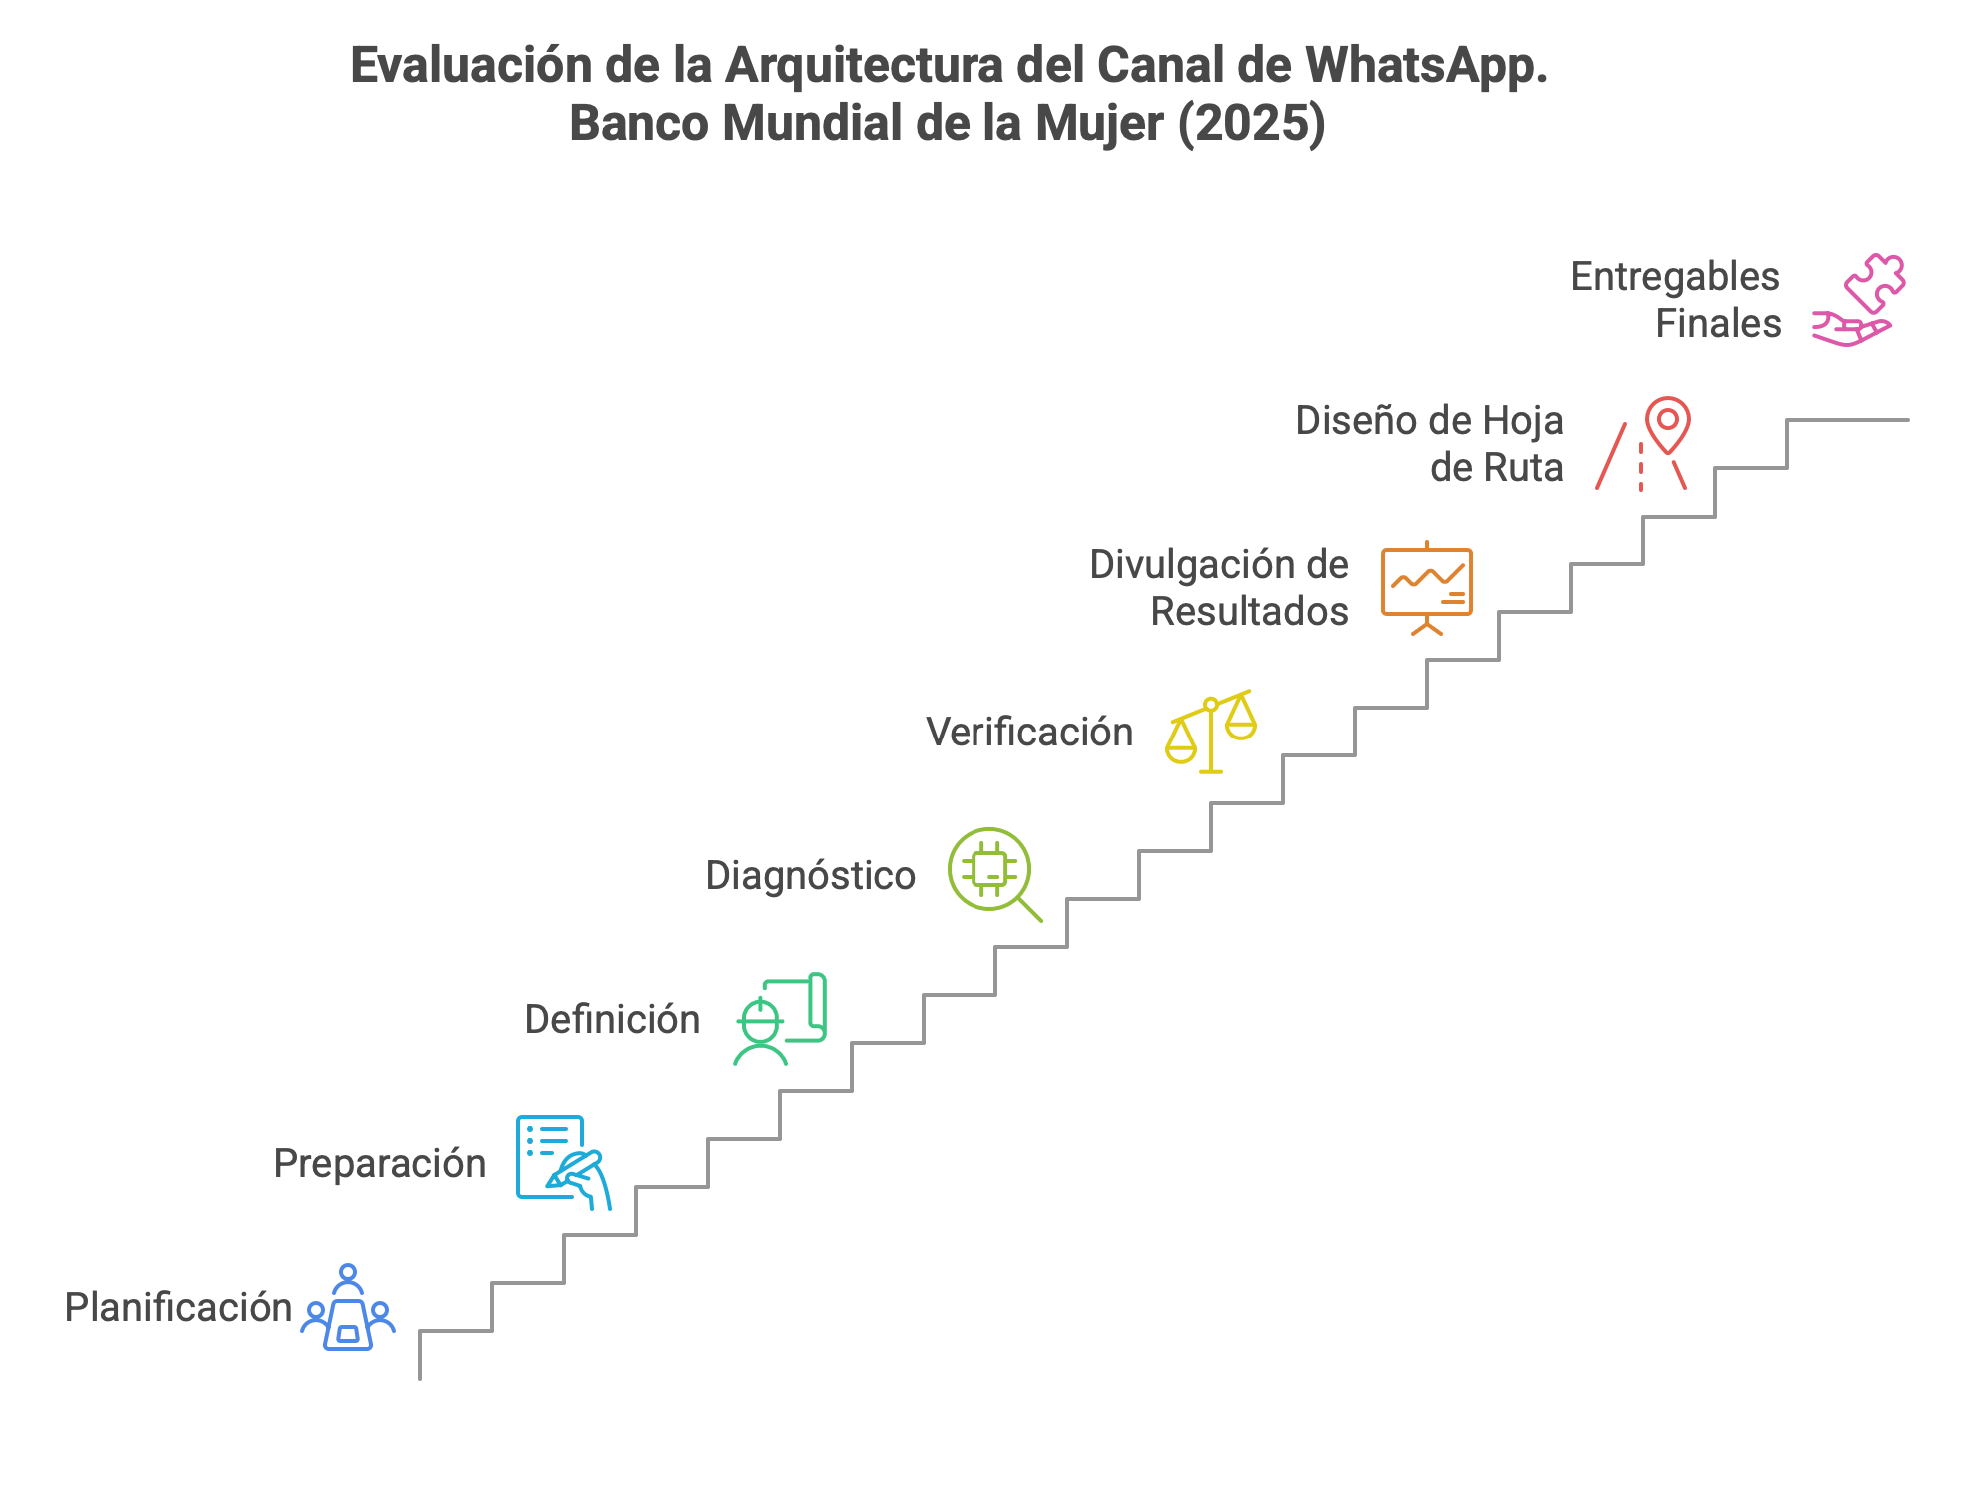 Evaluación de la Arquitectura del Canal de WhatsApp.
Banco Mundial de la Mujer (2025)
Entregables
Finales
Diseño de Hoja
de Ruta
Divulgación de
Resultados
Verificación
Diagnóstico
Definición
Preparación
Planificación